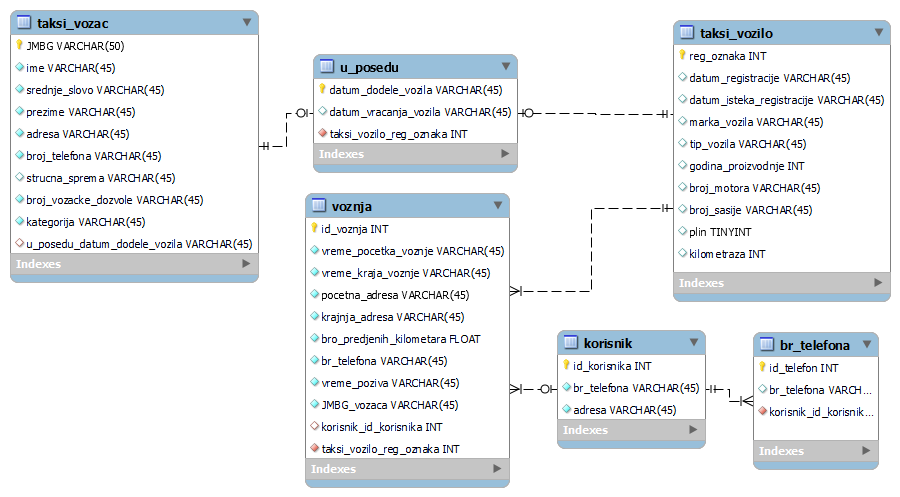 taksi_vozac
JMBG VARCHAR(50)
ime VARCHAR(45)
srednje_slovo VARCHAR(45)
prezime VARCHAR(45)
adresa VARCHAR(45)
broj_telefona VARCHAR(45)
strucna_sprema VARCHAR(45)
broj_vozacke_dozvole VARCHAR(45)
kategorija VARCHAR(45)
u_posedu_datum_dodele_vozila VARCHAR(45)
Indexes
u_posedu
datum_dodele_vozila VARCHAR(45)
datum_vracanja_vozila VARCHAR(45)
taksi_vozilo_reg_oznaka INT
Indexes
taksi_vozilo
reg_oznaka INT
datum_registracije VARCHAR(45)
datum_isteka_registracije VARCHAR(45)
marka_vozila VARCHAR(45)
tip_vozila VARCHAR(45)
godina_proizvodnje INT
broj_motora VARCHAR(45)
broj_sasije VARCHAR(45)
plin TINYINT
kilometraza INT
Indexes
voznja
id_voznja INT
vreme_pocetka_voznje VARCHAR(45)
vreme_kraja_voznje VARCHAR(45)
pocetna_adresa VARCHAR(45)
krajnja_adresa VARCHAR(45)
bro_predjenih_kilometara FLOAT
br_telefona VARCHAR(45)
vreme_poziva VARCHAR(45)
JMBG_vozaca VARCHAR(45)
korisnik_id_korisnika INT
taksi_vozilo_reg_oznaka INT
Indexes
korisnik
id_korisnika INT
br_telefona VARCHAR(45)
adresa VARCHAR(45)
Indexes
br_telefona
id_telefon INT
br_telefona VARCH...
korisnik_id_korisnik...
Indexes